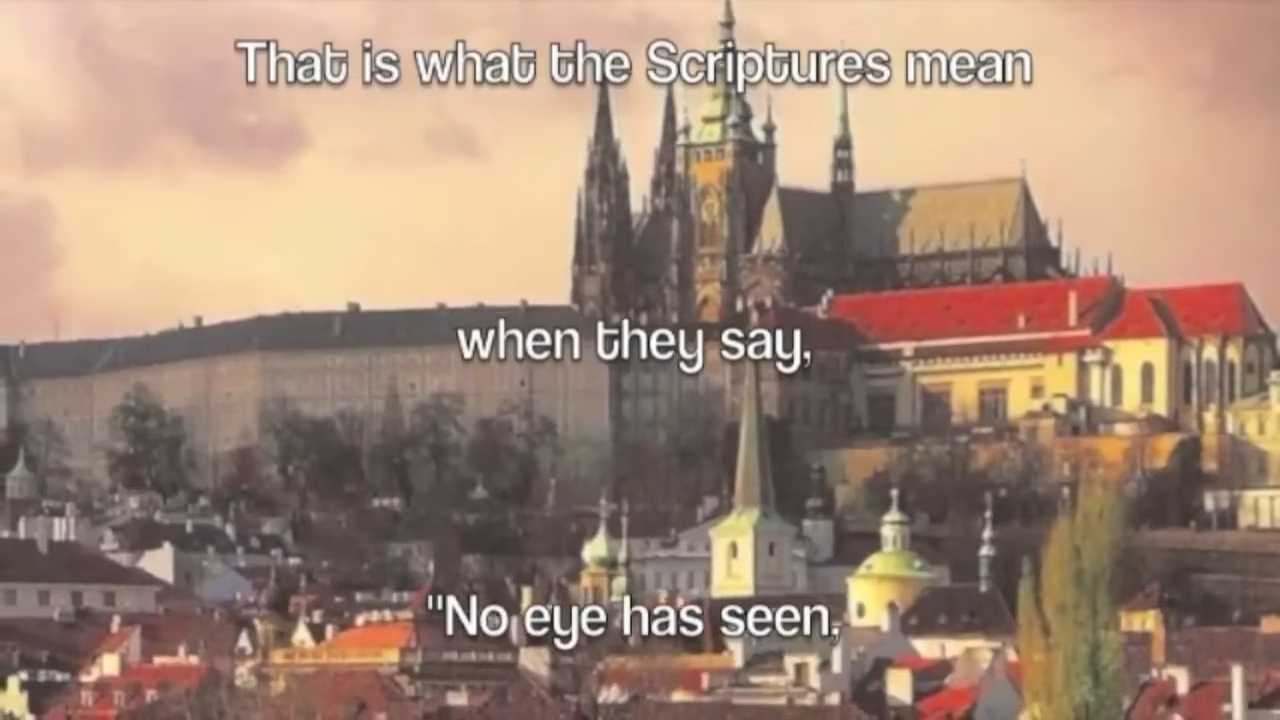 That is what the Scriptures mean
when they say,
"No eye has seen,